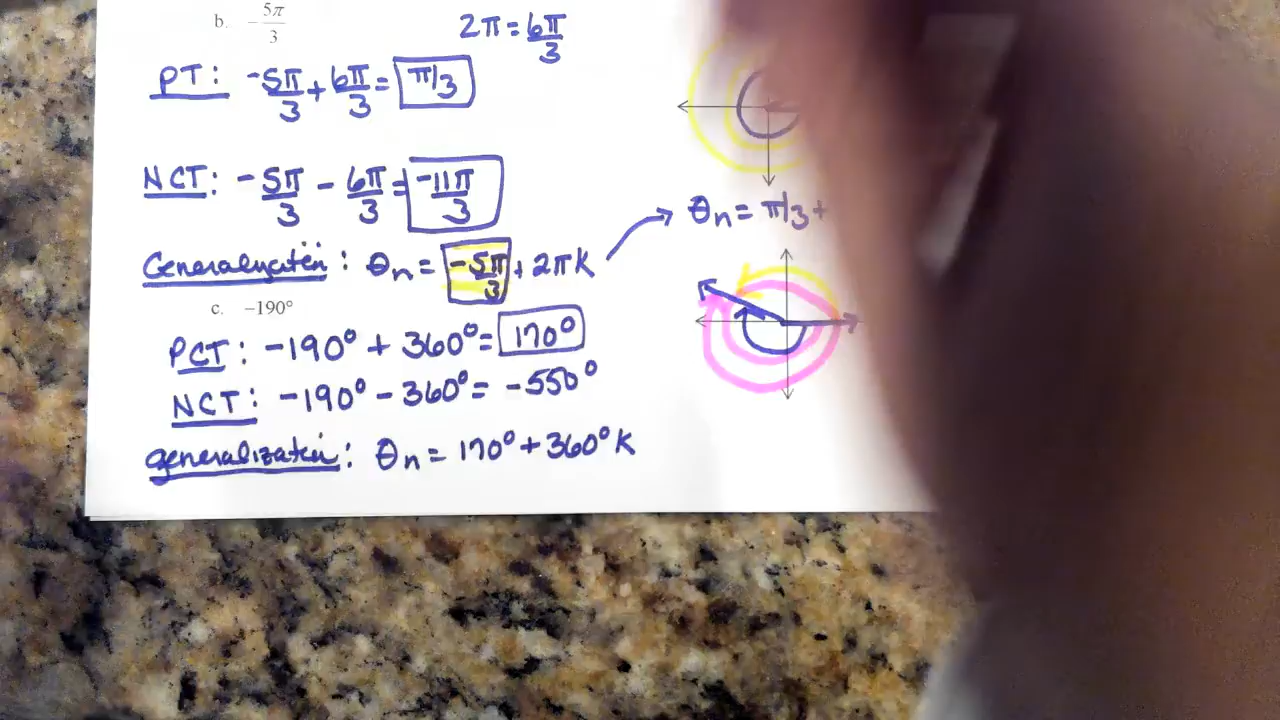 b. -5π/3
2π = 6π/3
PT: -5π/3 + 6π/3 = π/3
NCT: -5π/3 - 6π/3 = -11π/3
θn = π/3 +
Generalization: θn = -5π/3 + 2πK
c. -190°
PCT: -190° + 360° = 170°
NCT: -190° - 360° = -550°
generalization: θn = 170° + 360°K